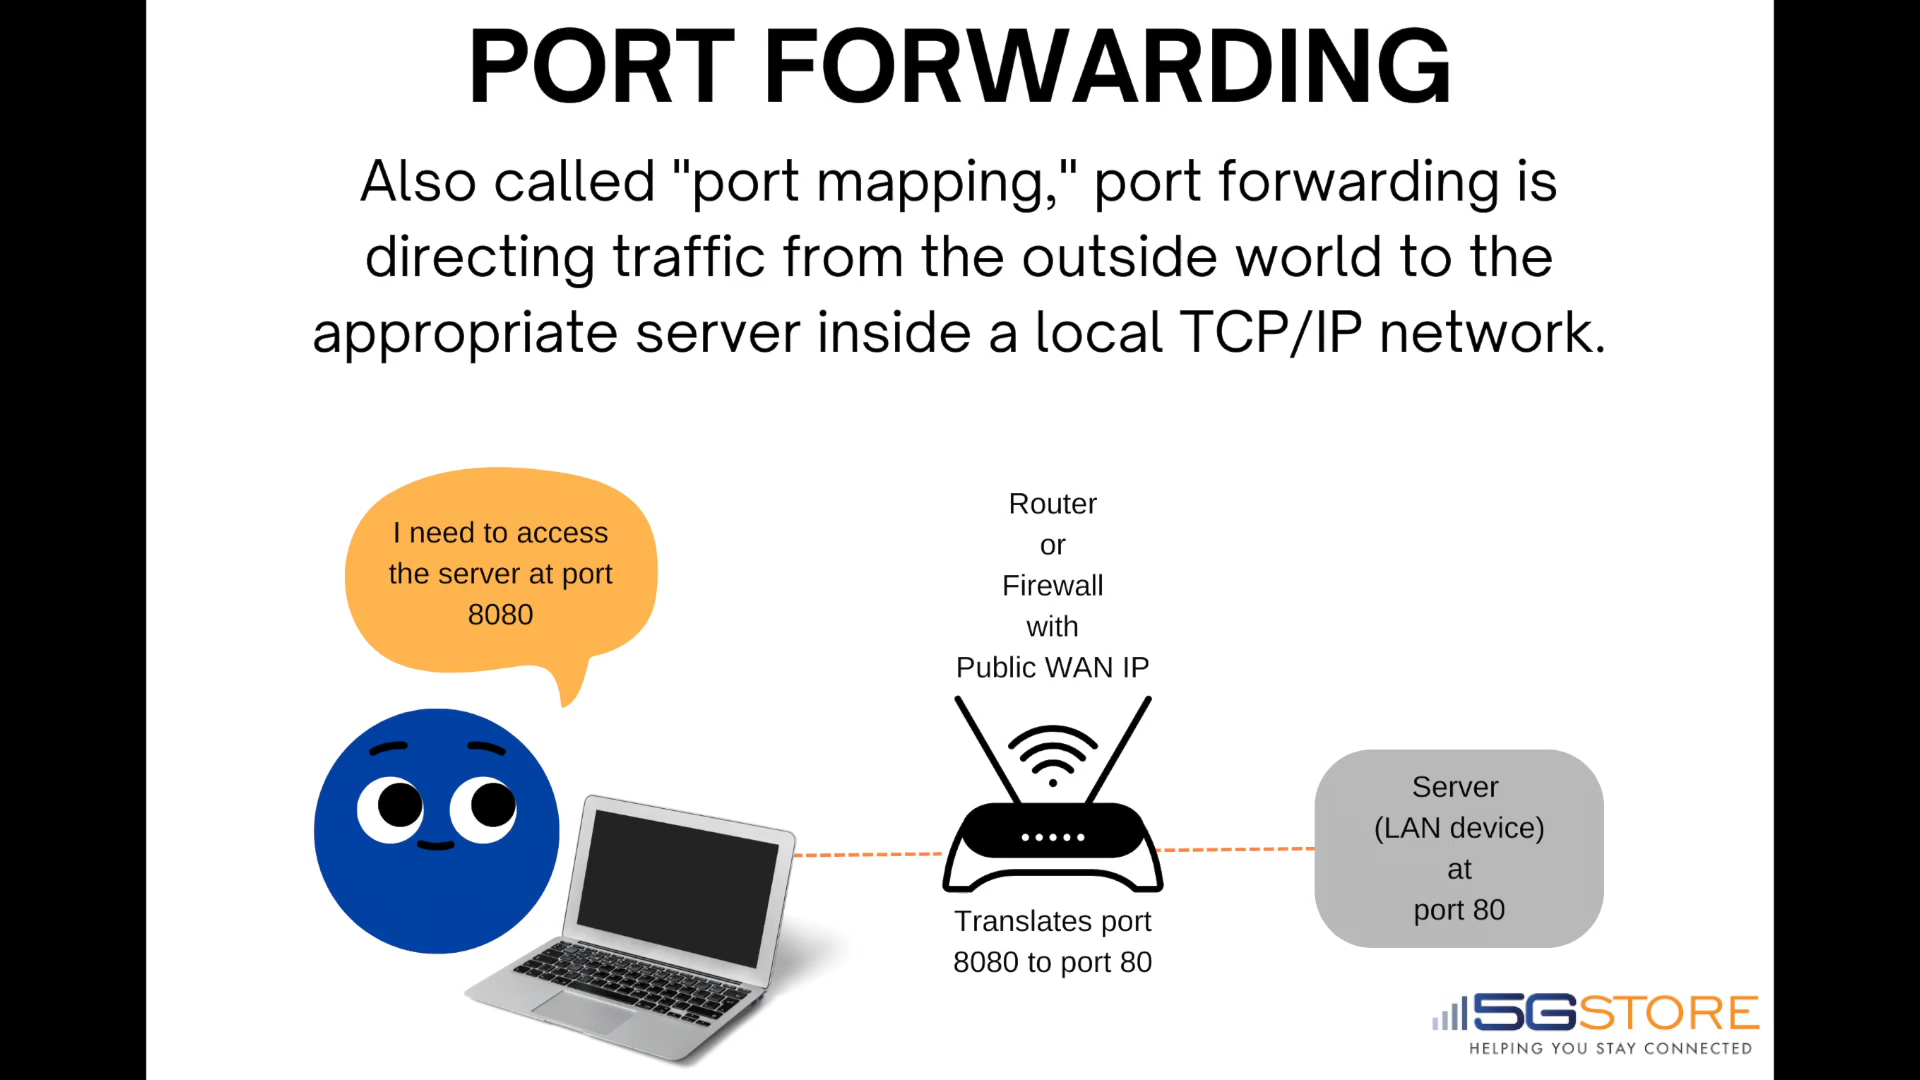 PORT FORWARDING
Also called "port mapping," port forwarding is
directing traffic from the outside world to the
appropriate server inside a local TCP/IP network.
I need to access
the server at port
8080
Router
or
Firewall
with
Public WAN IP
Translates port
8080 to port 80
Server
(LAN device)
at
port 80
5GSTORE
HELPING YOU STAY CONNECTED